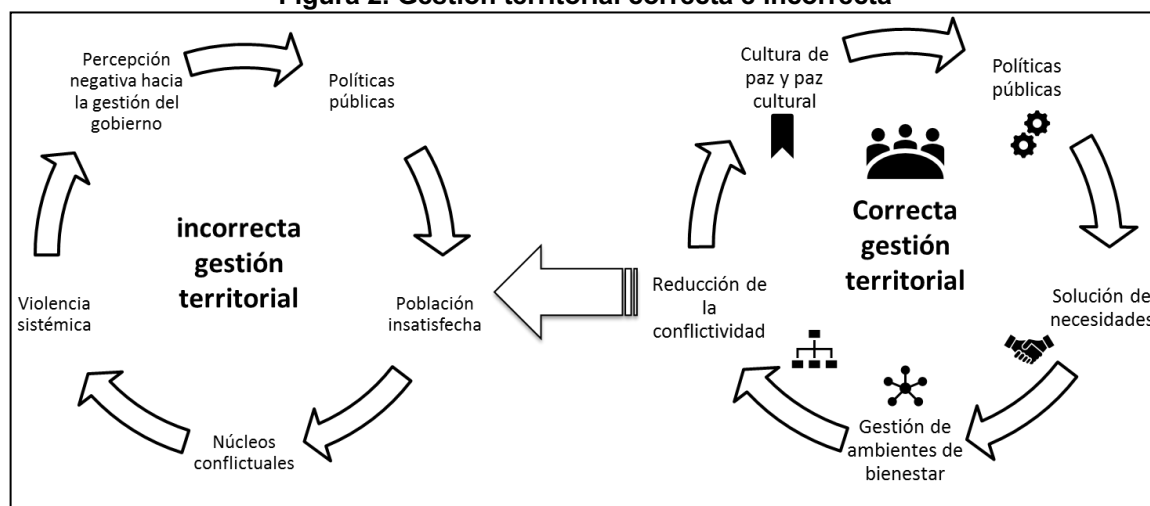 Figura 2. Gestión territorial correcta e incorrecta
Percepción
negativa hacia
la gestión del
gobierno
Políticas
públicas
incorrecta
gestión
territorial
Violencia
sistémica
Población
insatisfecha
Núcleos
conflictuales
Cultura de
paz y paz
cultural
Políticas
públicas
Correcta
gestión
territorial
Reducción de
la
conflictividad
Solución de
necesidades
Gestión de
ambientes de
bienestar